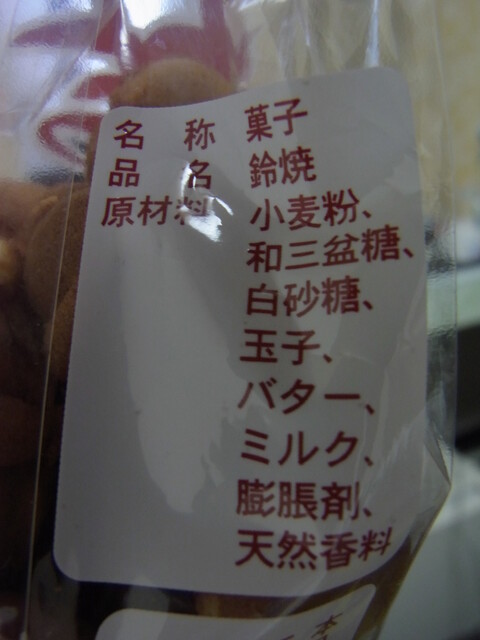 名称 菓子
品名 鈴焼
原材料 小麦粉、
和三盆糖、
白砂糖、
玉子、
バター、
ミルク、
膨脹剤、
天然香料